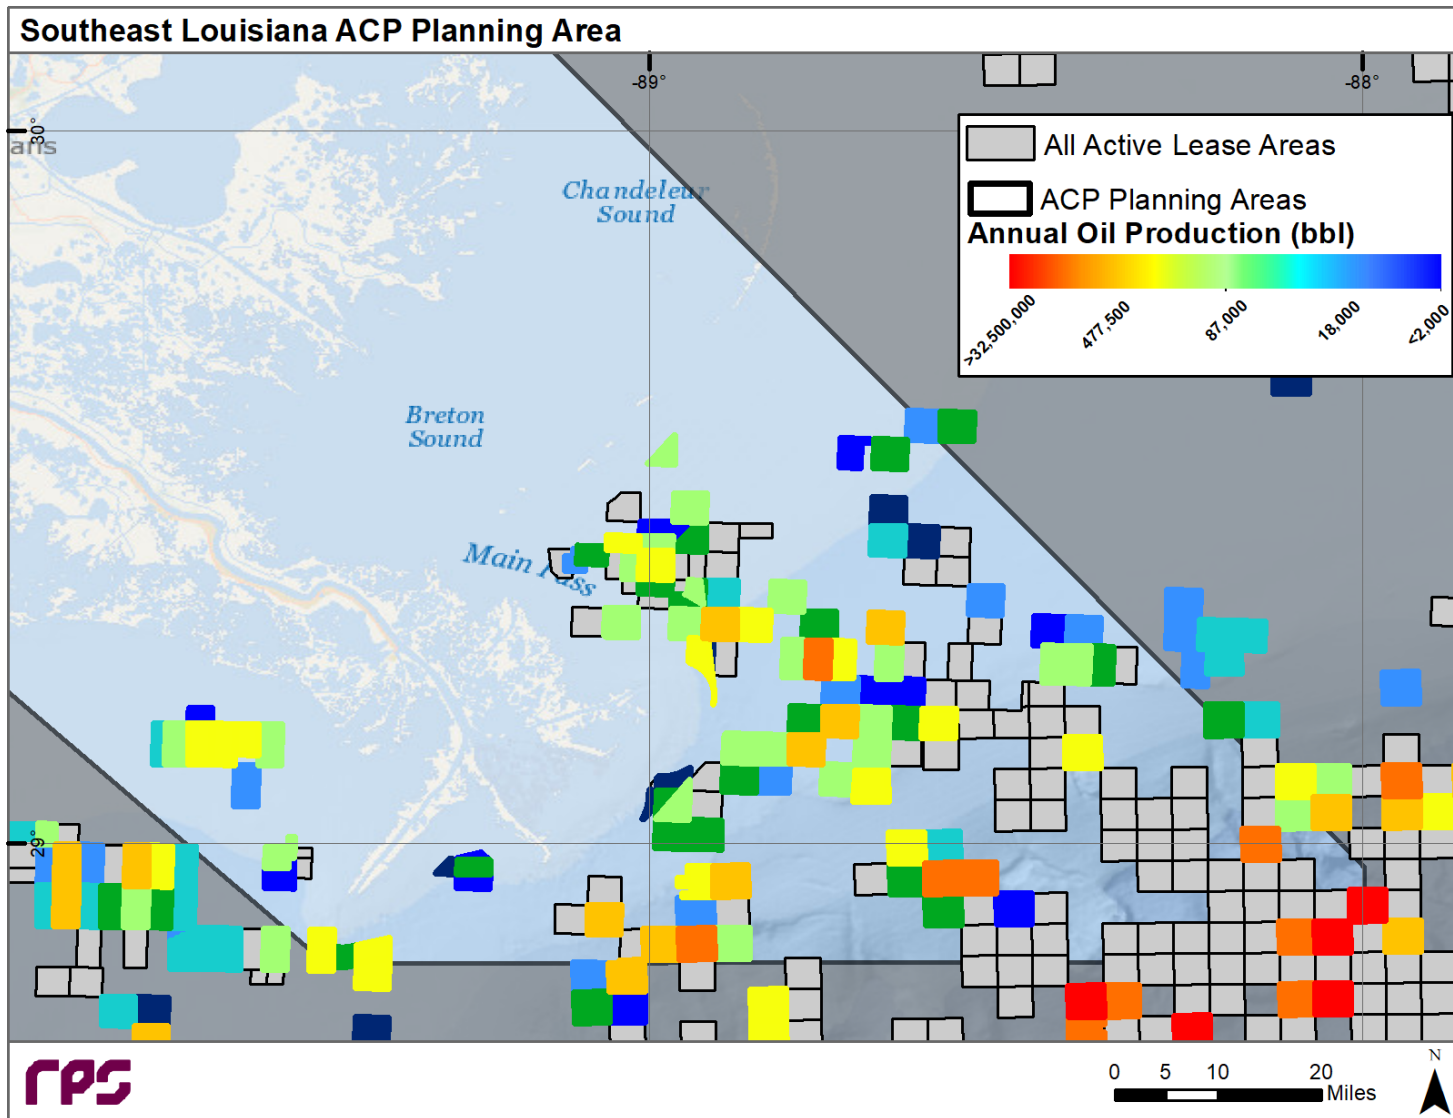 Southeast Louisiana ACP Planning Area
-89°
-88°
30°
ans
All Active Lease Areas
ACP Planning Areas
Annual Oil Production (bbl)
>32,500,000
477,500
87,000
18,000
<2,000
Chandeleur
Sound
Breton
Sound
Main Pass
29°
rps
0 5 10 20
Miles
N